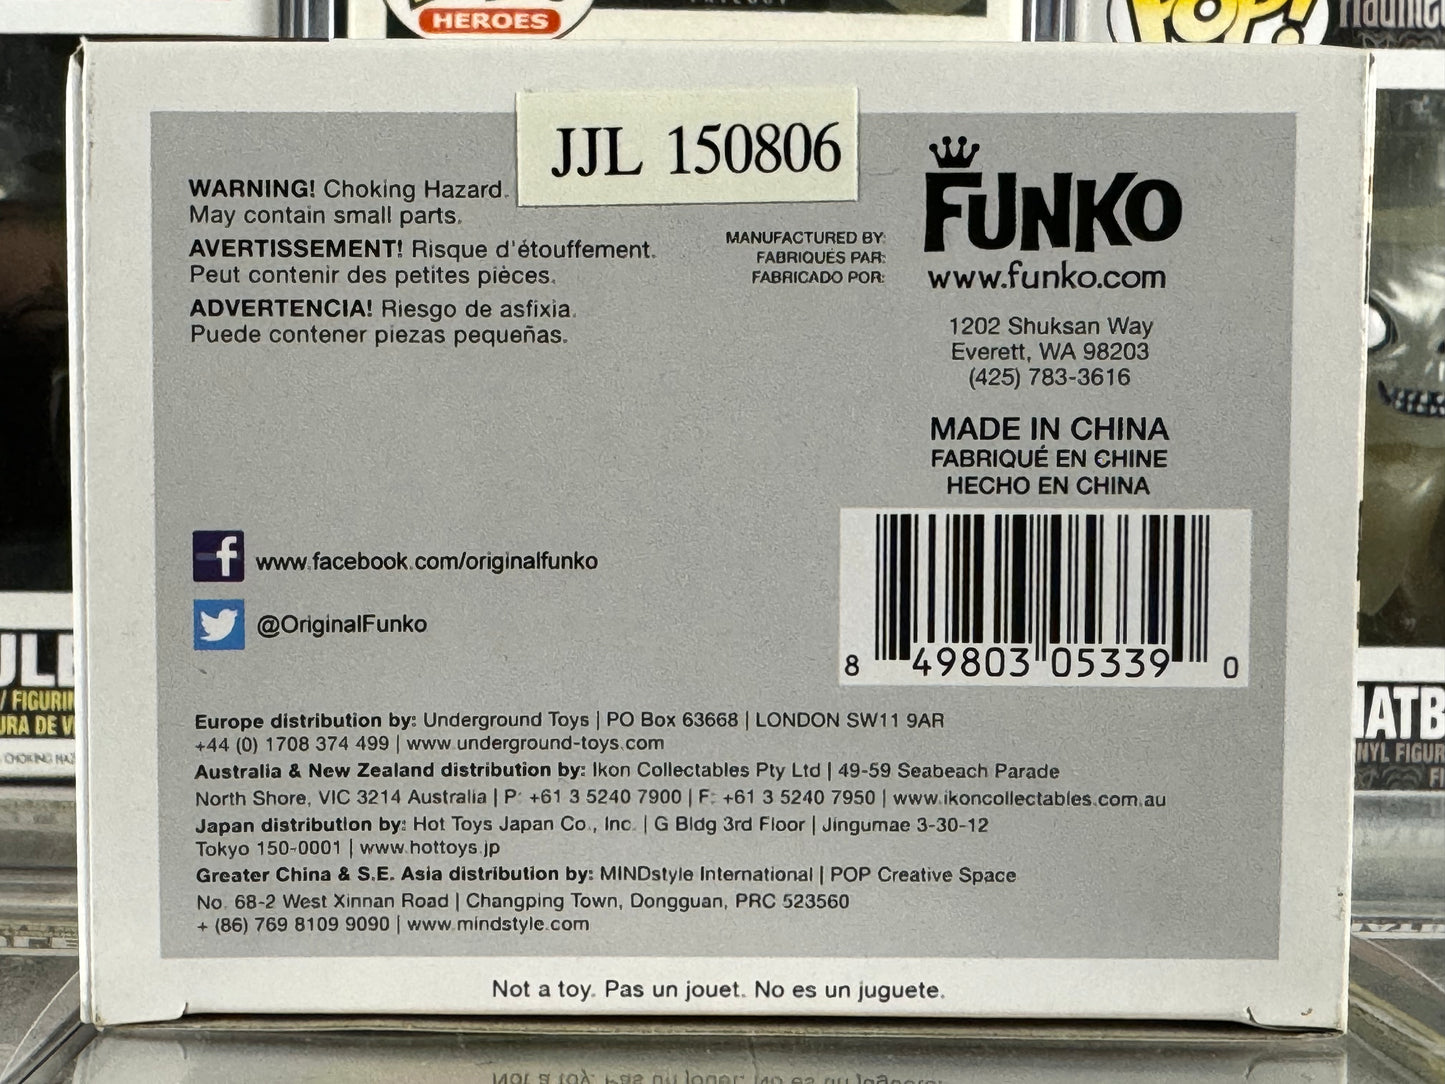 HEROES
POP!
JJL 150806
WARNING! Choking Hazard.
May contain small parts.
AVERTISSEMENT! Risque d'étouffement.
Peut contenir des petites pièces.
ADVERTENCIA! Riesgo de asfixia.
Puede contener piezas pequeñas.
MANUFACTURED BY:
FABRIQUÉS PAR:
FABRICADO POR:
FUNKO
www.funko.com
1202 Shuksan Way
Everett, WA 98203
(425) 783-3616
MADE IN CHINA
FABRIQUÉ EN CHINE
HECHO EN CHINA
8 49803 05339 0
f www.facebook.com/originalfunko
@OriginalFunko
Europe distribution by: Underground Toys | PO Box 63668 | LONDON SW11 9AR
+44 (0) 1708 374 499 | www.underground-toys.com
Australia & New Zealand distribution by: Ikon Collectables Pty Ltd | 49-59 Seabeach Parade
North Shore, VIC 3214 Australia | P: +61 3 5240 7900 | F: +61 3 5240 7950 | www.ikoncollectables.com.au
Japan distribution by: Hot Toys Japan Co., Inc. | G Bldg 3rd Floor | Jingumae 3-30-12
Tokyo 150-0001 | www.hottoys.jp
Greater China & S.E. Asia distribution by: MINDstyle International | POP Creative Space
No. 68-2 West Xinnan Road | Changping Town, Dongguan, PRC 523560
+ (86) 769 8109 9090 | www.mindstyle.com
Not a toy. Pas un jouet. No es un juguete.